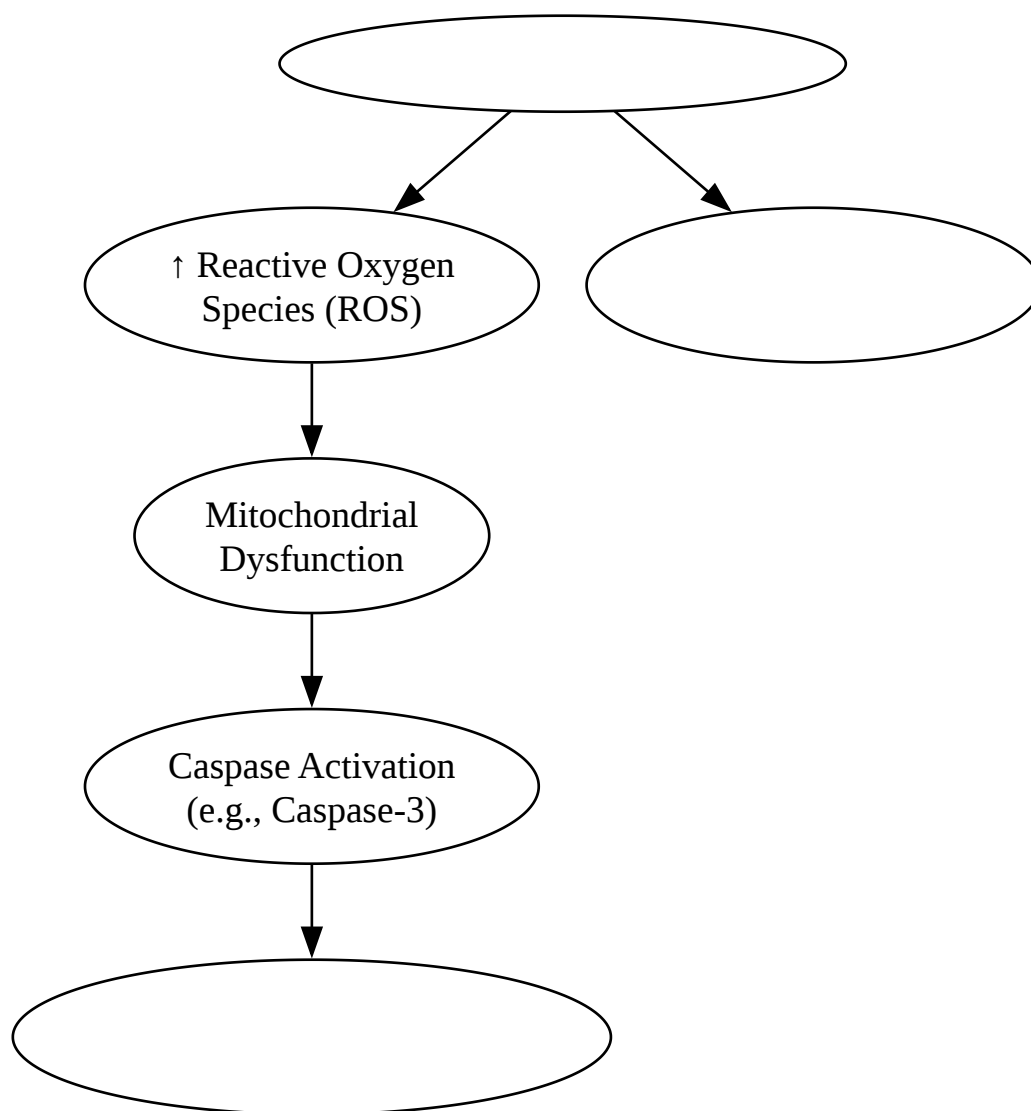 ↑ Reactive Oxygen
Species (ROS)
Mitochondrial
Dysfunction
Caspase Activation
(e.g., Caspase-3)